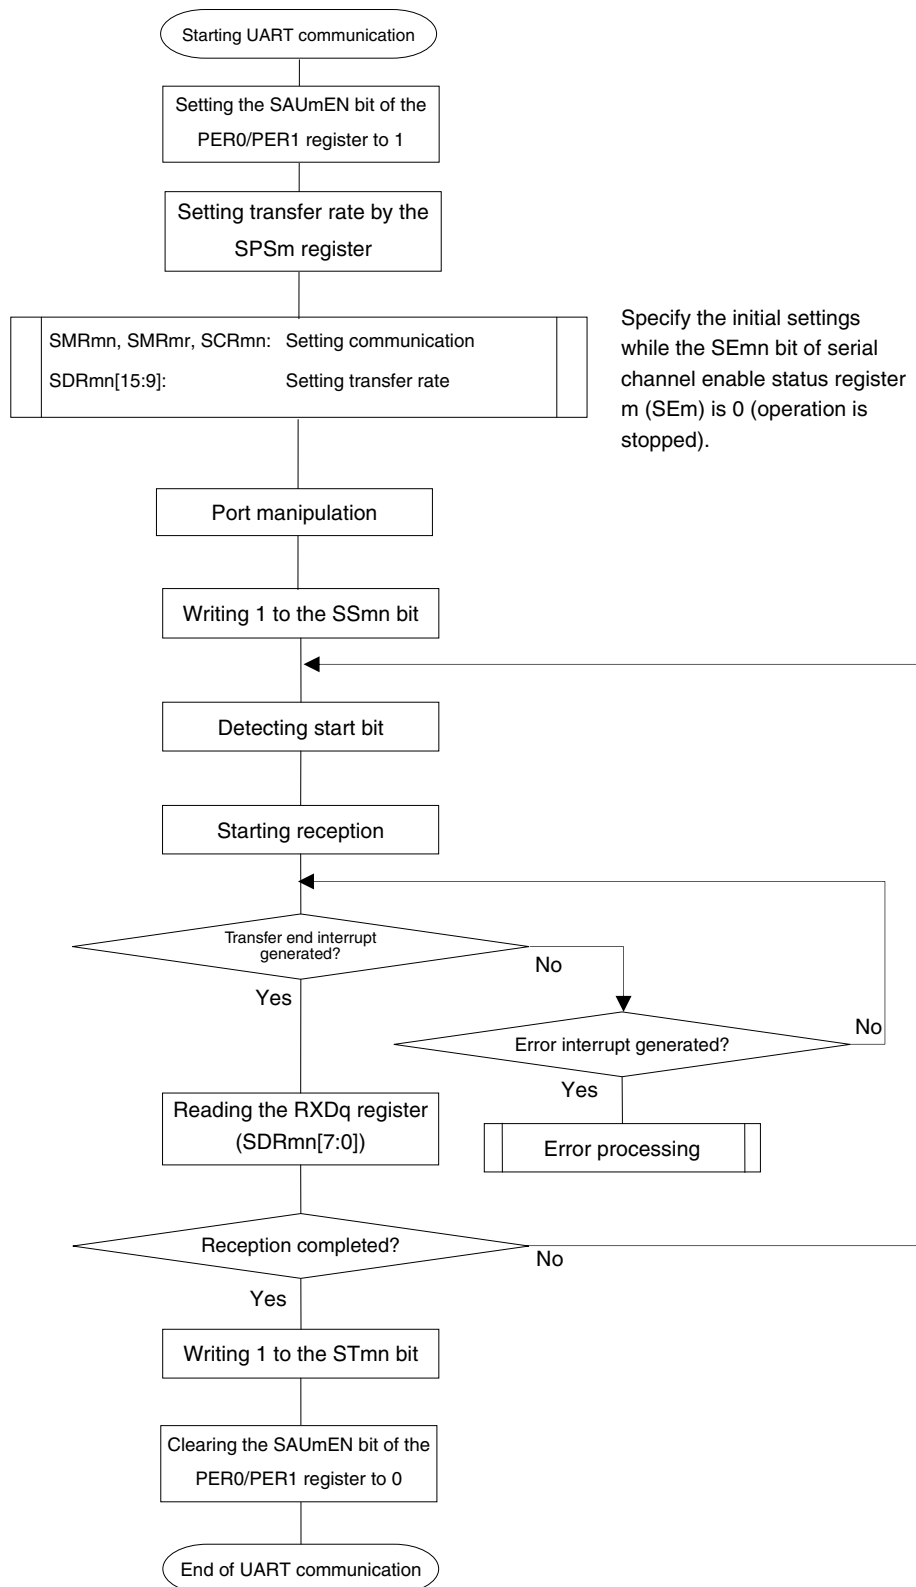 Starting UART communication
Setting the SAUmEN bit of the
PER0/PER1 register to 1
Setting transfer rate by the
SPSm register
SMRmn, SMRmr, SCRmn: Setting communication
SDRmn[15:9]: Setting transfer rate
Specify the initial settings
while the SEmn bit of serial
channel enable status register
m (SEm) is 0 (operation is
stopped).
Port manipulation
Writing 1 to the SSmn bit
Detecting start bit
Starting reception
Transfer end interrupt
generated?
No
Yes
Error interrupt generated?
No
Yes
Error processing
Reading the RXDq register
(SDRmn[7:0])
Reception completed?
No
Yes
Writing 1 to the STmn bit
Clearing the SAUmEN bit of the
PER0/PER1 register to 0
End of UART communication